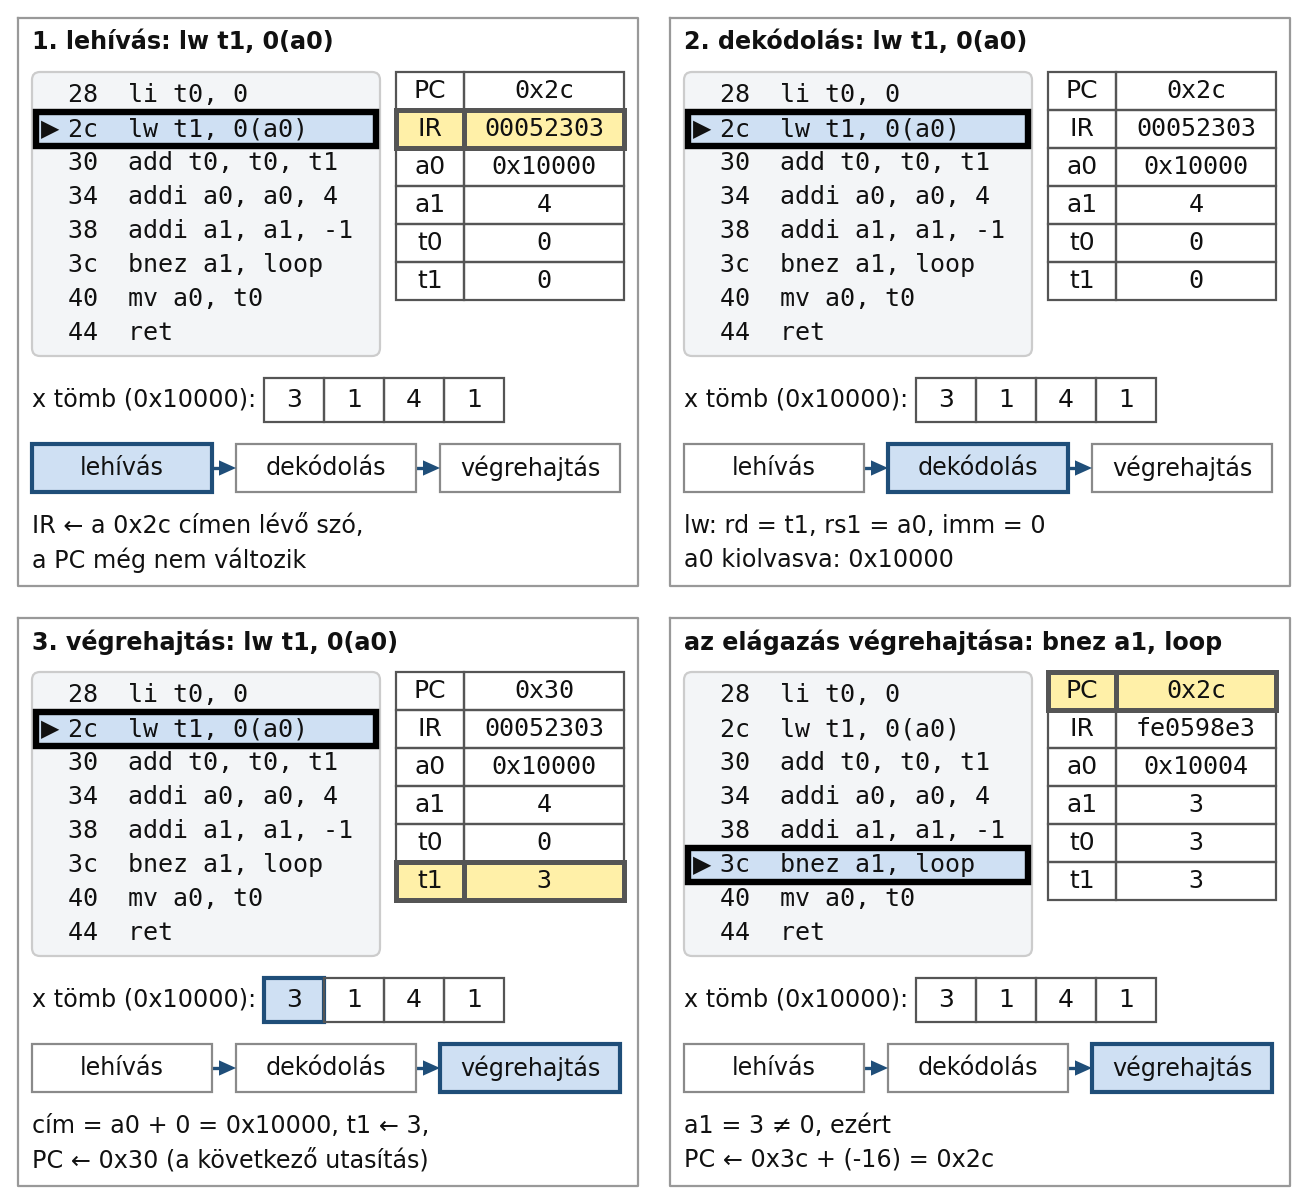 1. lehívás: lw t1, 0(a0)
28 li t0, 0
▶ 2c lw t1, 0(a0)
30 add t0, t0, t1
34 addi a0, a0, 4
38 addi a1, a1, -1
3c bnez a1, loop
40 mv a0, t0
44 ret
PC 0x2c
IR 00052303
a0 0x10000
a1 4
t0 0
t1 0
x tömb (0x10000): 3 1 4 1
lehívás dekódolás végrehajtás
IR ← a 0x2c címen lévő szó,
a PC még nem változik
2. dekódolás: lw t1, 0(a0)
28 li t0, 0
▶ 2c lw t1, 0(a0)
30 add t0, t0, t1
34 addi a0, a0, 4
38 addi a1, a1, -1
3c bnez a1, loop
40 mv a0, t0
44 ret
PC 0x2c
IR 00052303
a0 0x10000
a1 4
t0 0
t1 0
x tömb (0x10000): 3 1 4 1
lehívás dekódolás végrehajtás
lw: rd = t1, rs1 = a0, imm = 0
a0 kiolvasva: 0x10000
3. végrehajtás: lw t1, 0(a0)
28 li t0, 0
▶ 2c lw t1, 0(a0)
30 add t0, t0, t1
34 addi a0, a0, 4
38 addi a1, a1, -1
3c bnez a1, loop
40 mv a0, t0
44 ret
PC 0x30
IR 00052303
a0 0x10000
a1 4
t0 0
t1 3
x tömb (0x10000): 3 1 4 1
lehívás dekódolás végrehajtás
cím = a0 + 0 = 0x10000, t1 ← 3,
PC ← 0x30 (a következő utasítás)
az elágazás végrehajtása: bnez a1, loop
28 li t0, 0
2c lw t1, 0(a0)
30 add t0, t0, t1
34 addi a0, a0, 4
38 addi a1, a1, -1
▶ 3c bnez a1, loop
40 mv a0, t0
44 ret
PC 0x2c
IR fe0598e3
a0 0x10004
a1 3
t0 3
t1 3
x tömb (0x10000): 3 1 4 1
lehívás dekódolás végrehajtás
a1 = 3 ≠ 0, ezért
PC ← 0x3c + (-16) = 0x2c